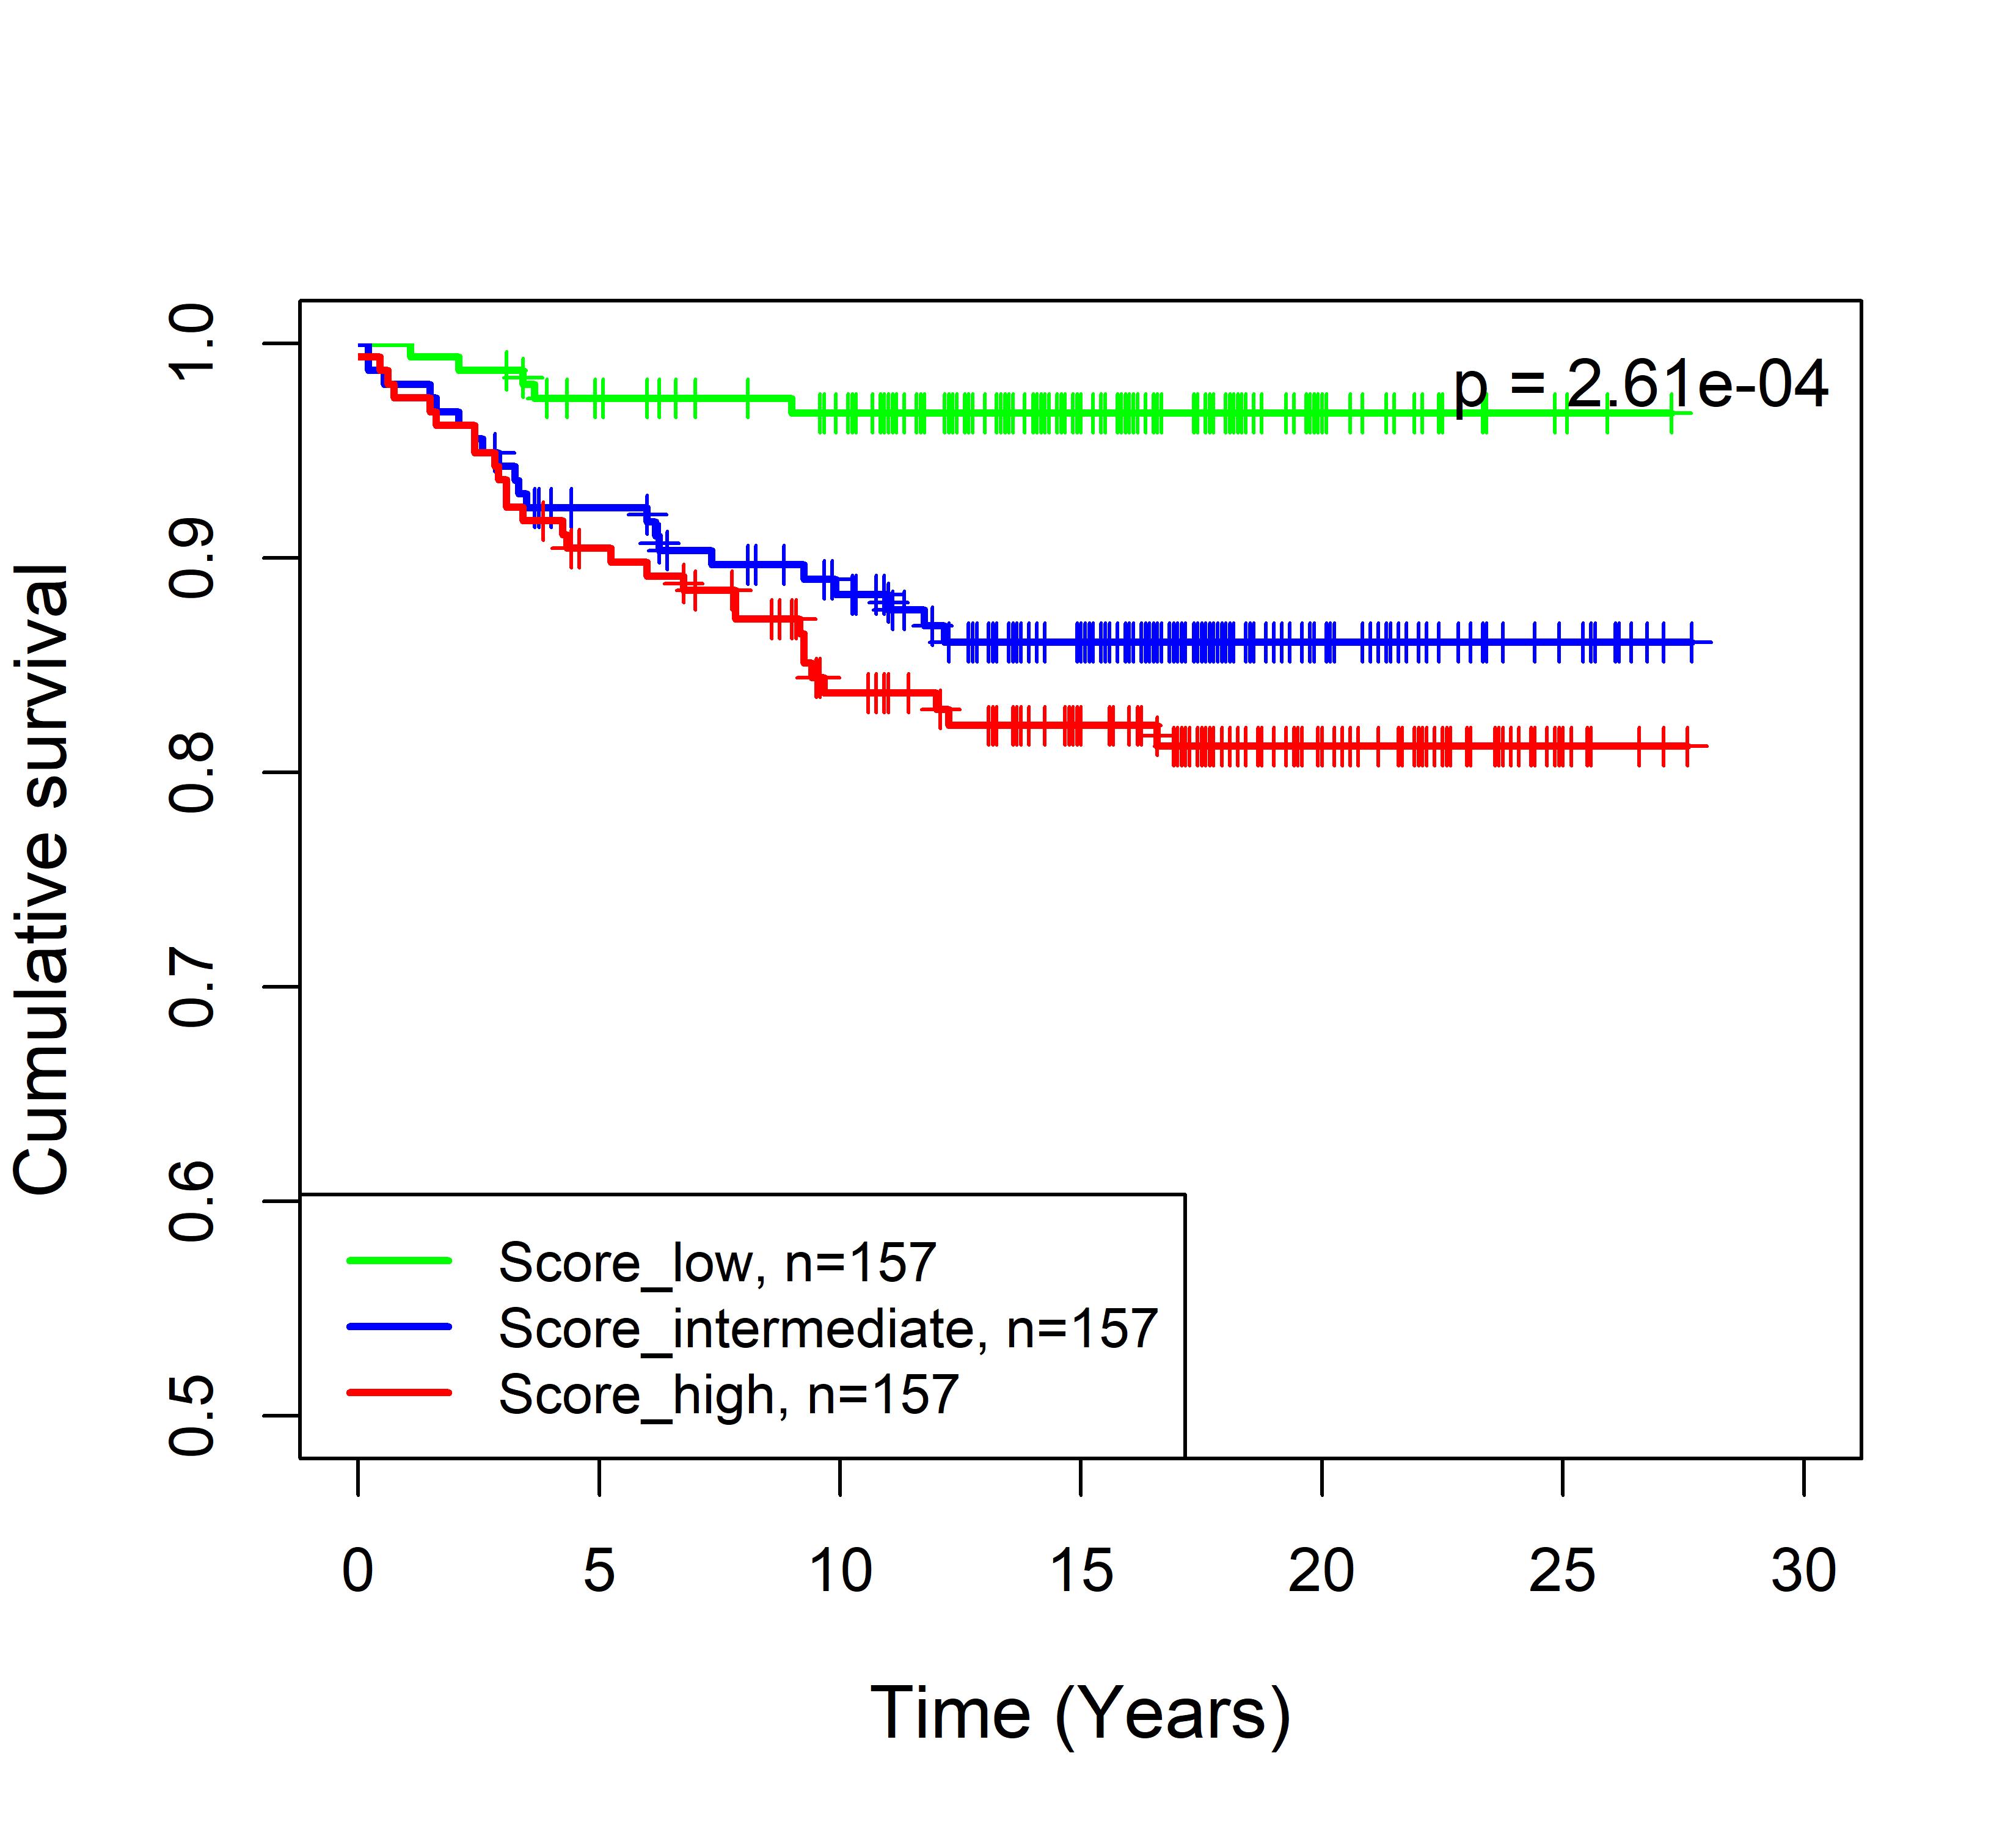 p = 2.61e-04
Cumulative survival
1.0
0.9
0.8
0.7
0.6
0.5
Score_low, n=157
Score_intermediate, n=157
Score_high, n=157
0 5 10 15 20 25 30
Time (Years)